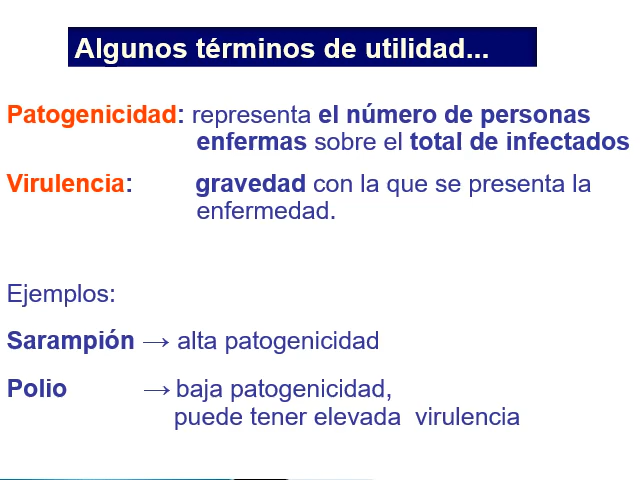 Algunos términos de utilidad...
Patogenicidad: representa el número de personas
enfermas sobre el total de infectados
Virulencia: gravedad con la que se presenta la
enfermedad.
Ejemplos:
Sarampión → alta patogenicidad
Polio → baja patogenicidad,
puede tener elevada virulencia